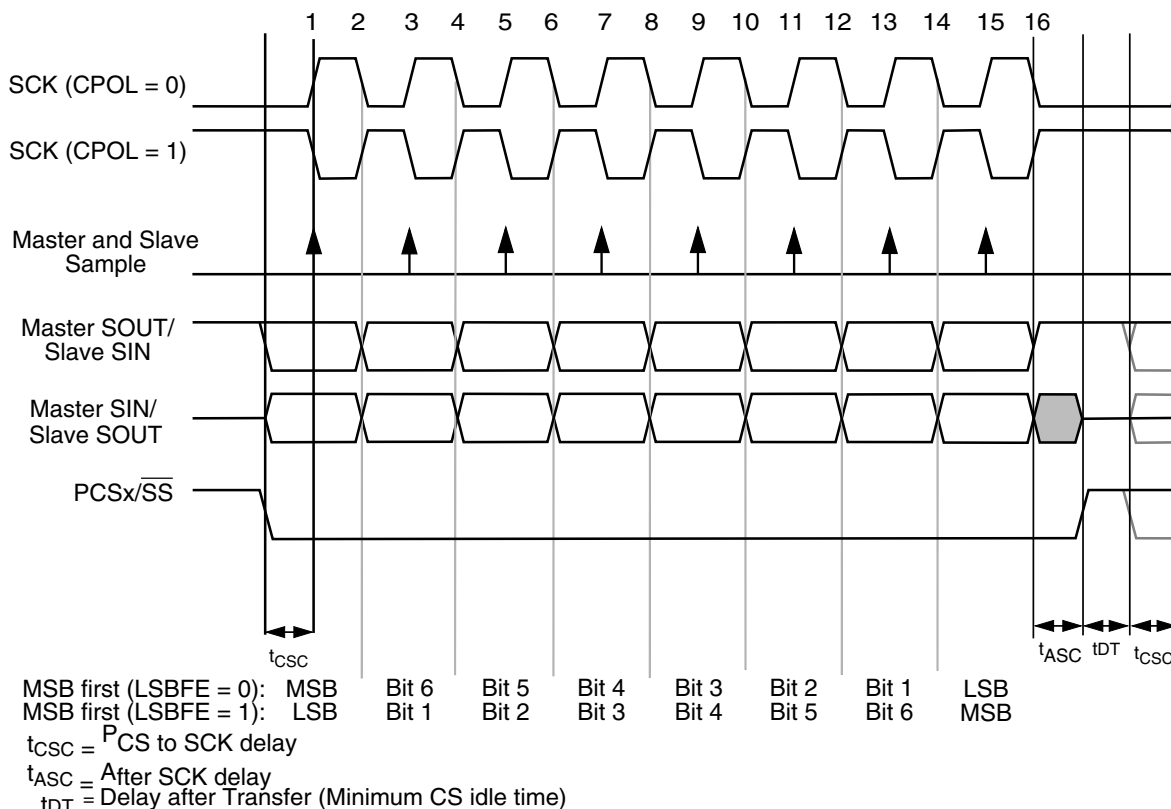 1 2 3 4 5 6 7 8 9 10 11 12 13 14 15 16
SCK (CPOL = 0)
SCK (CPOL = 1)
Master and Slave
Sample
Master SOUT/
Slave SIN
Master SIN/
Slave SOUT
PCSx/SS
tCSC tASC tDT tCSC
MSB first (LSBFE = 0): MSB Bit 6 Bit 5 Bit 4 Bit 3 Bit 2 Bit 1 LSB
MSB first (LSBFE = 1): LSB Bit 1 Bit 2 Bit 3 Bit 4 Bit 5 Bit 6 MSB
tCSC = PCS to SCK delay
tASC = After SCK delay
tDT = Delay after Transfer (Minimum CS idle time)